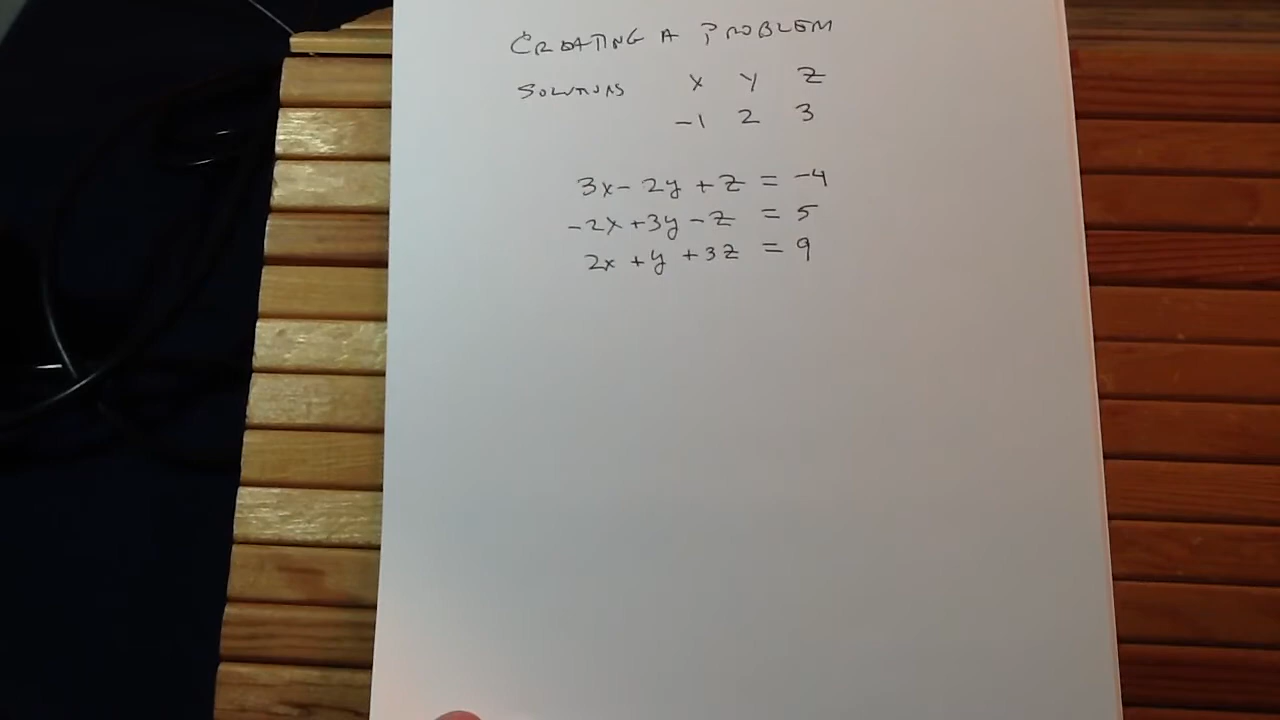 CREATING A PROBLEM
SOLUTIONS x y z
-1 2 3
3x - 2y + z = -4
-2x + 3y - z = 5
2x + y + 3z = 9